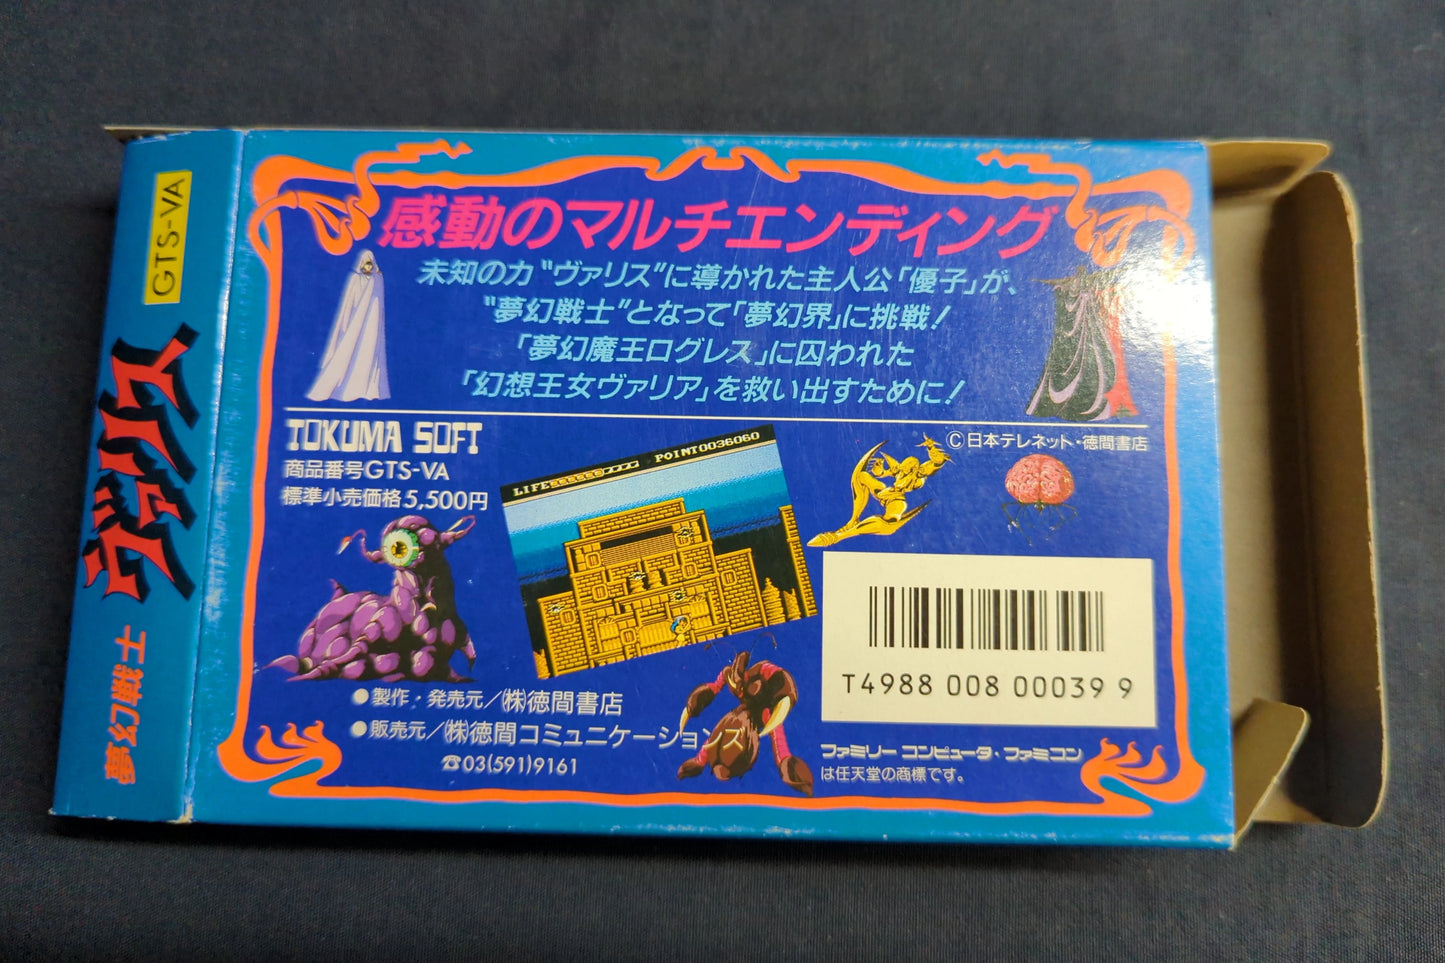 GTS-VA
ヴァリス
夢幻戦士
感動のマルチエンディング
未知の力“ヴァリス”に導かれた主人公「優子」が、
“夢幻戦士”となって「夢幻界」に挑戦!
「夢幻魔王ログレス」に囚われた
「幻想王女ヴァリア」を救い出すために!
TOKUMA SOFT
商品番号GTS-VA
標準小売価格5,500円
LIFE
POINT0036060
Ⓒ日本テレネット・徳間書店
T4988 008 00039 9
●製作・発売元/㈱徳間書店
●販売元/㈱徳間コミュニケーションズ
☎03(591)9161
ファミリーコンピュータ・ファミコン
は任天堂の商標です。